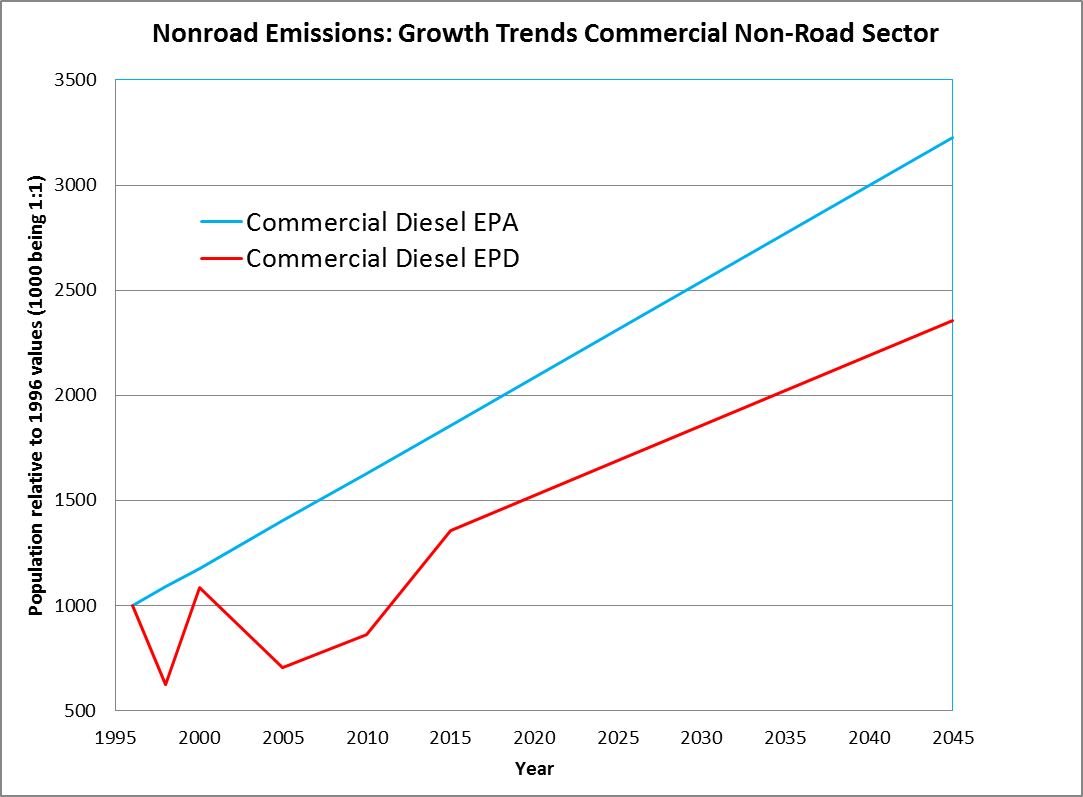 Nonroad Emissions: Growth Trends Commercial Non-Road Sector
Population relative to 1996 values (1000 being 1:1)
3500
3000
2500
2000
1500
1000
500
Commercial Diesel EPA
Commercial Diesel EPD
1995 2000 2005 2010 2015 2020 2025 2030 2035 2040 2045
Year